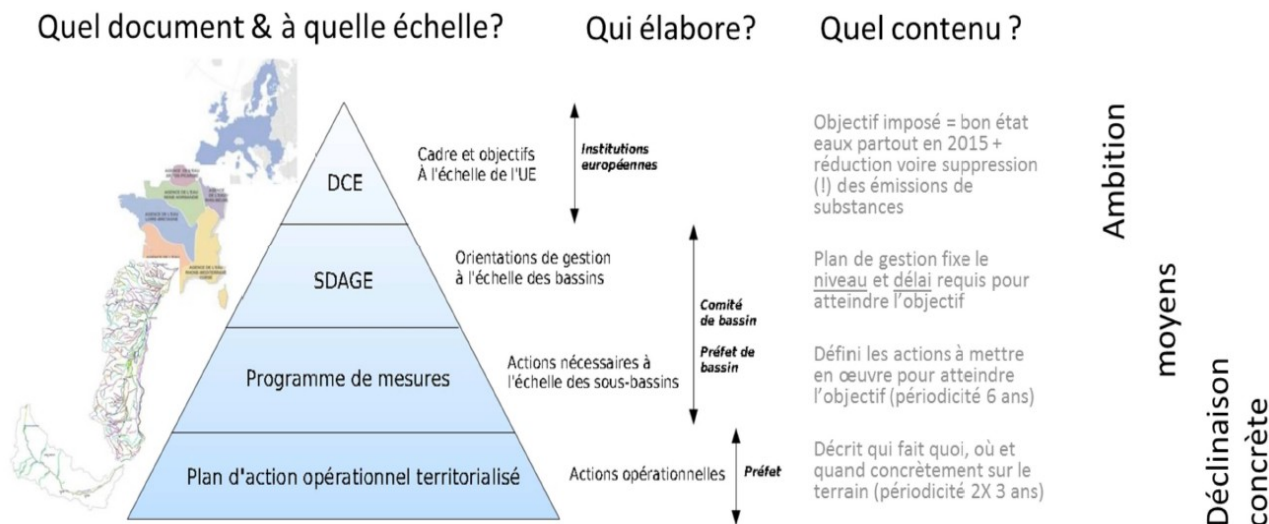 Quel document & à quelle échelle?
Qui élabore?
Quel contenu ?
DCE
Cadre et objectifs
À l'échelle de l'UE
Institutions
européennes
Objectif imposé = bon état
eaux partout en 2015 +
réduction voire suppression
(!) des émissions de
substances
Ambition
SDAGE
Orientations de gestion
à l'échelle des bassins
Plan de gestion fixe le
niveau et délai requis pour
atteindre l'objectif
Comité
de bassin
Préfet de
bassin
moyens
Programme de mesures
Actions nécessaires à
l'échelle des sous-bassins
Défini les actions à mettre
en œuvre pour atteindre
l'objectif (périodicité 6 ans)
Plan d'action opérationnel territorialisé
Actions opérationnelles
Préfet
Décrit qui fait quoi, où et
quand concrètement sur le
terrain (périodicité 2X 3 ans)
Déclinaison
concrète